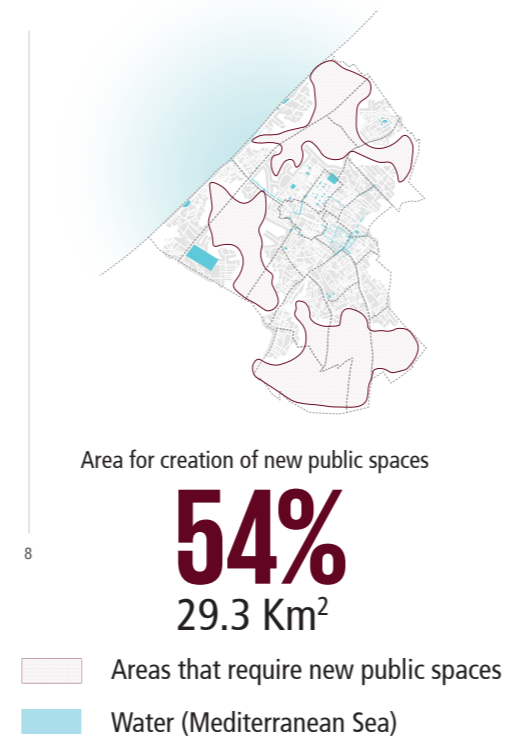 Area for creation of new public spaces
54%
29.3 Km²
8
Areas that require new public spaces
Water (Mediterranean Sea)